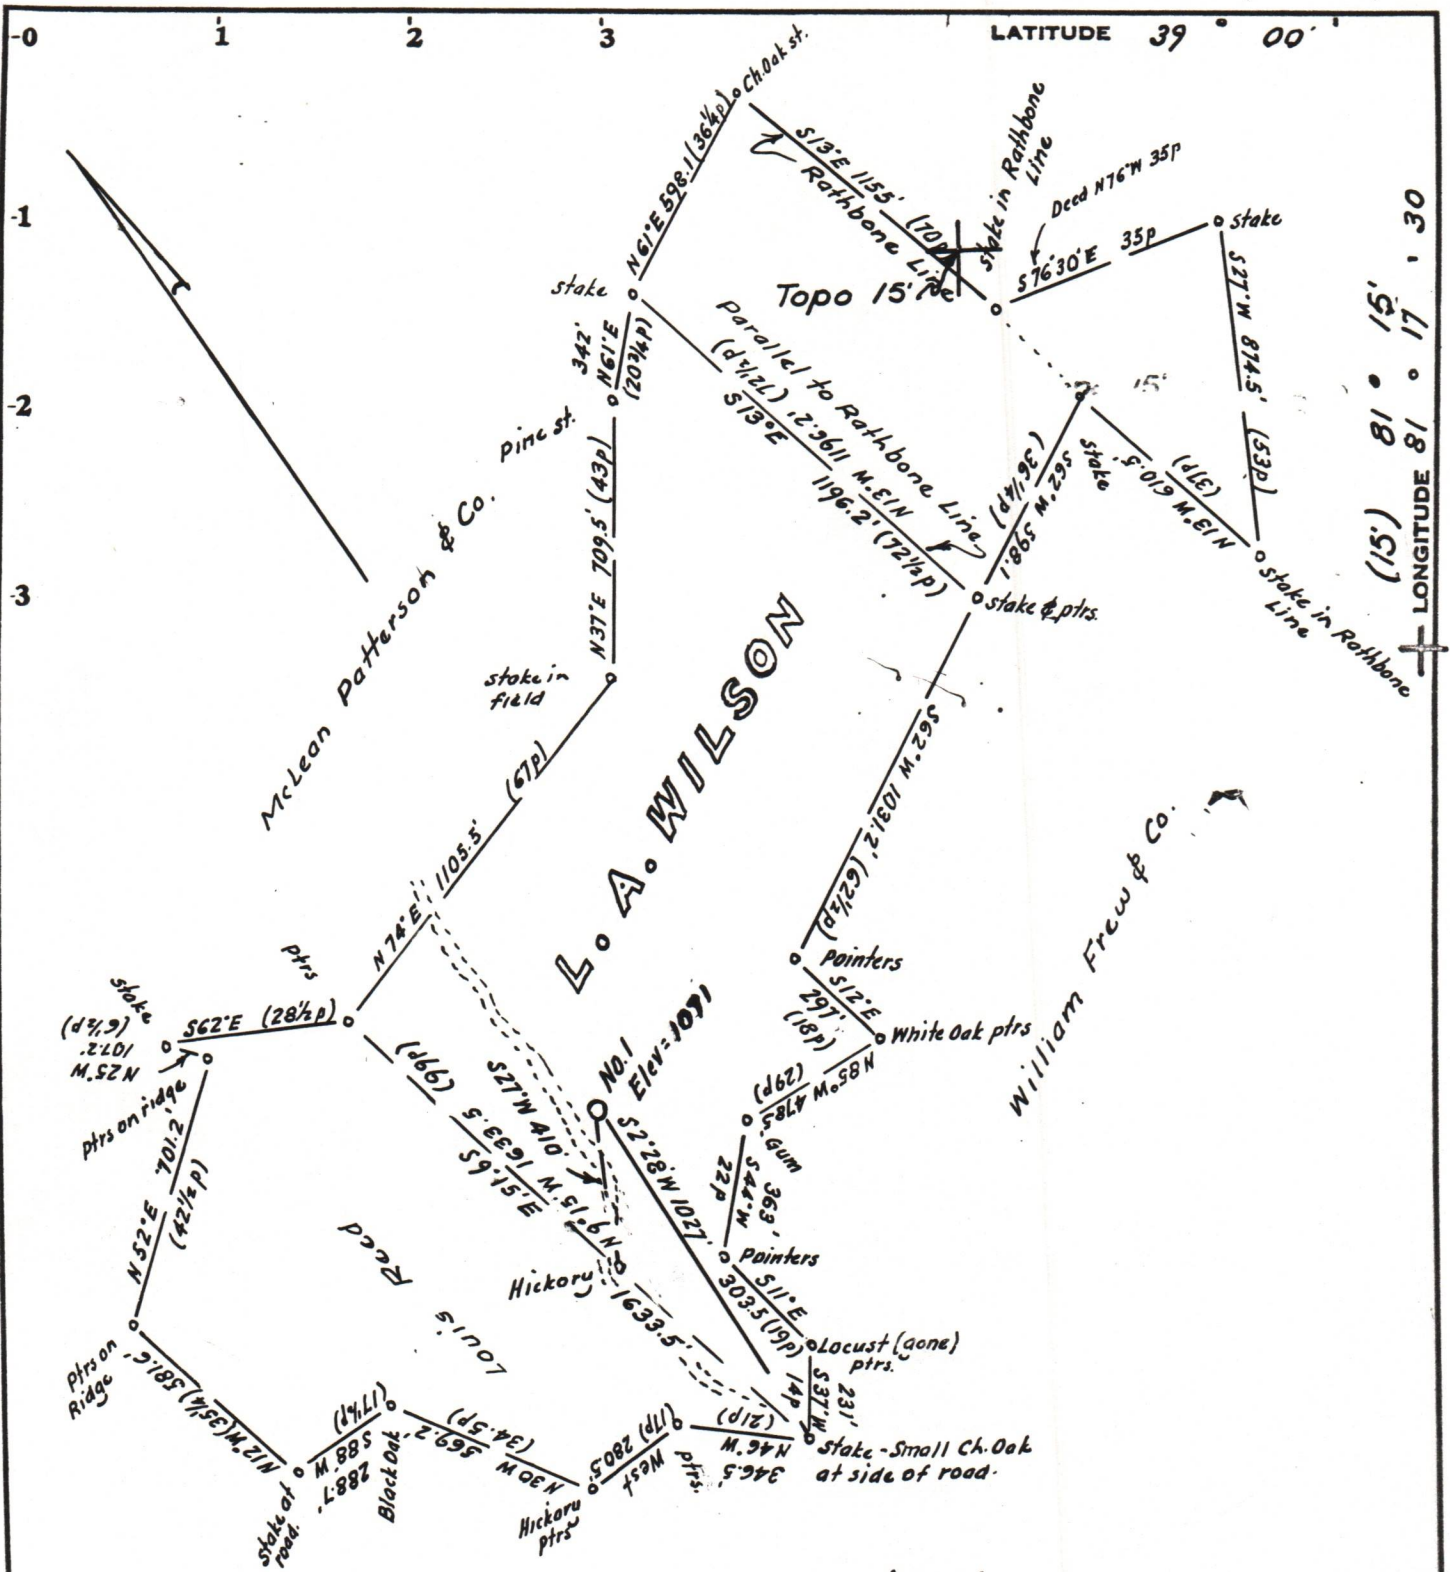 -0 1 2 3 LATITUDE 39° 00'
-1
-2
-3
LONGITUDE 81° 17' 30
(15') 81° 15'
Ch. Oak st.
N61°E 598.1 (36¼p)
S13°E 1155' (70p)
Rathbone Line
Stake in Rathbone
Line
Deed N76°W 35p
S76°30'E 35p
Stake
S27°W 874.5' (53p)
Topo 15'
15'
stake
342'
N61°E
(20¾p)
Parallel to Rathbone Line
N13°W 1196.2' (72½p)
S13°E
1196.2' (72½p)
Stake
(36¼p)
S62°W 598.1
N13°W 610.5
(37p)
Stake in Rathbone
Line
Stake & ptrs.
Pine st.
N37°E 709.5' (43p)
McLean Patterson & Co.
stake in
field
L. A. WILSON
S62°W 1031.2' (62½p)
William Frew & Co.
N74°E 1105.5' (67p)
ptrs
Stake
N25°W
107.2'
(6½p)
S62°E (28½p)
ptrs on ridge
N52°E 701.2'
(42½p)
Pointers
S12°E
297'
(18p)
White Oak ptrs
N85°W 478.5'
(29p)
Gum
S44°W 363'
22p
NO. 1
Elev=1091
S27W 410'
S2°28'W 1027'
(99p)
N9°15'W 1633.5
S9°15'E
1633.5'
Hickory
Louis
Reed
Pointers
S11°E
303.5 (19p)
Locust (gone)
ptrs.
231'
S37°W
14p
Ptrs on
Ridge
N12°W (35¼) 581.6'
Stake at
road.
S88°W
288.7'
(17½p)
Black Oak
N30W
569.2'
(34.5p)
Hickory
ptrs
West
280.5'
(17p)
ptrs.
N46°W
346.5'
(21p)
Stake - Small Ch. Oak
at side of road.